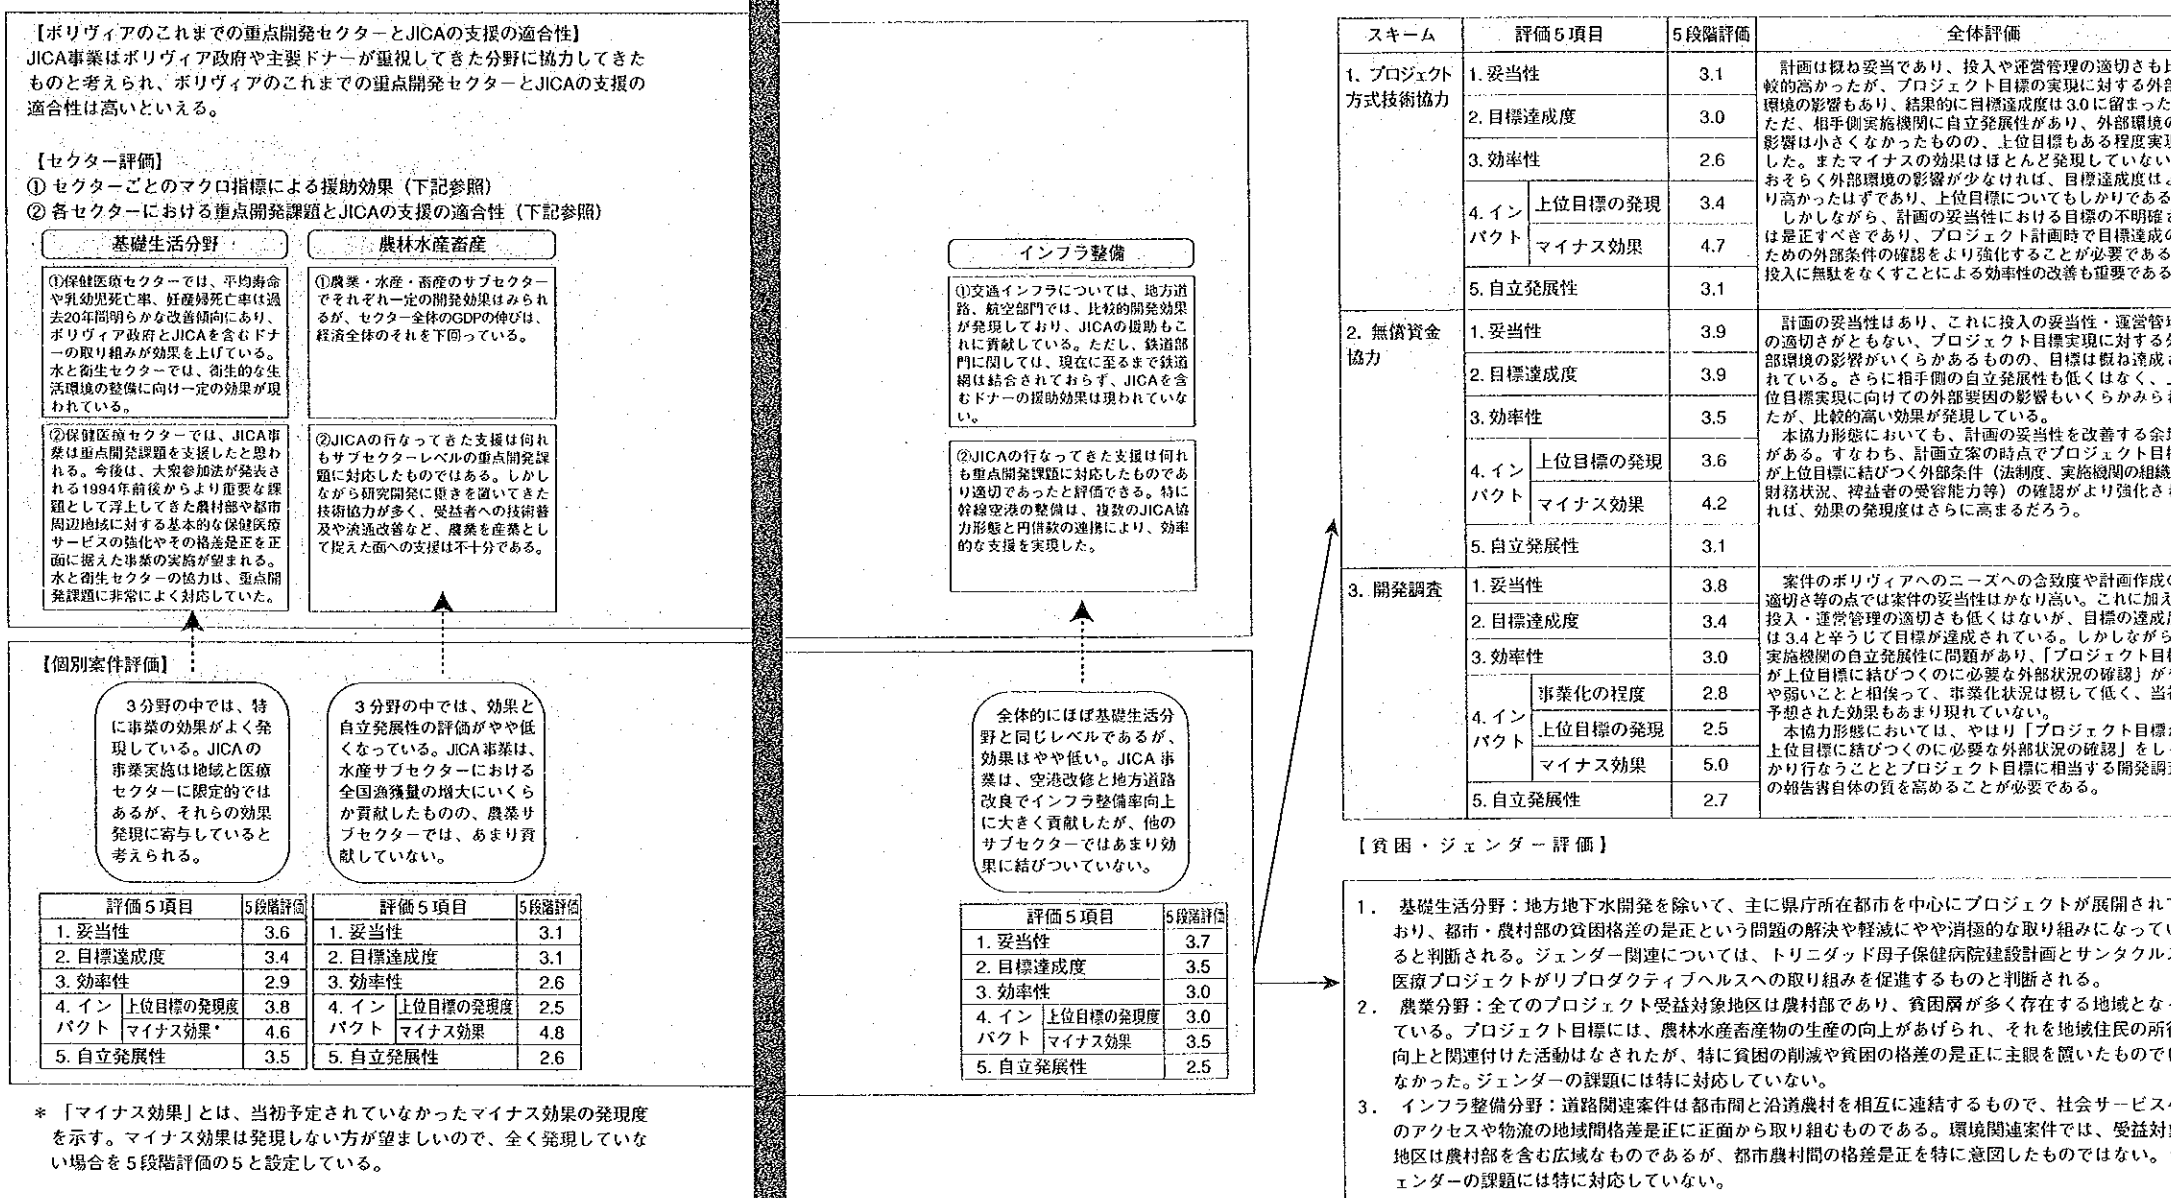 【ボリヴィアのこれまでの重点開発セクターとJICAの支援の適合性】
JICA事業はボリヴィア政府や主要ドナーが重視してきた分野に協力してきた
ものと考えられ、ボリヴィアのこれまでの重点開発セクターとJICAの支援の
適合性は高いといえる。
【セクター評価】
① セクターごとのマクロ指標による援助効果（下記参照）
② 各セクターにおける重点開発課題とJICAの支援の適合性（下記参照）
基礎生活分野
①保健医療セクターでは、平均寿命
や乳幼児死亡率、妊産婦死亡率は過
去20年間明らかな改善傾向にあり、
ボリヴィア政府とJICAを含むドナ
ーの取り組みが効果を上げている。
水と衛生セクターでは、衛生的な生
活環境の整備に向け一定の効果が現
われている。
②保健医療セクターでは、JICA事
業は重点開発課題を支援したと思わ
れる。今後は、大衆参加法が発表さ
れる1994年前後からより重要な課
題として浮上してきた農村部や都市
周辺地域に対する基本的な保健医療
サービスの強化やその格差是正を正
面に据えた事業の実施が望まれる。
水と衛生セクターの協力は、重点開
発課題に非常によく対応していた。
農林水産畜産
①農業・水産・畜産のサブセクター
でそれぞれ一定の開発効果はみられ
るが、セクター全体のGDPの伸びは、
経済全体のそれを下回っている。
②JICAの行なってきた支援は何れ
もサブセクターレベルの重点開発課
題に対応したものではある。しかし
ながら研究開発に重きを置いてきた
技術協力が多く、受益者への技術普
及や流通改善など、農業を産業とし
て捉えた面への支援は不十分である。
インフラ整備
①交通インフラについては、地方道
路、航空部門では、比較的開発効果
が発現しており、JICAの援助もこ
れに貢献している。ただし、鉄道部
門に関しては、現在に至るまで鉄道
網は結合されておらず、JICAを含
むドナーの援助効果は現われていな
い。
②JICAの行なってきた支援は何れ
も重点開発課題に対応したものであ
り適切であったと評価できる。特に
幹線空港の整備は、複数のJICA協
力形態と円借款の連携により、効率
的な支援を実現した。
【個別案件評価】
3分野の中では、特
に事業の効果がよく発
現している。JICAの
事業実施は地域と医療
セクターに限定的では
あるが、それらの効果
発現に寄与していると
考えられる。
3分野の中では、効果と
自立発展性の評価がやや低
くなっている。JICA事業は、
水産サブセクターにおける
全国漁獲量の増大にいくら
か貢献したものの、農業サ
ブセクターでは、あまり貢
献していない。
全体的にほぼ基礎生活分
野と同じレベルであるが、
効果はやや低い。JICA事
業は、空港改修と地方道路
改良でインフラ整備率向上
に大きく貢献したが、他の
サブセクターではあまり効
果に結びついていない。
評価5項目 5段階評価
1. 妥当性 3.6
2. 目標達成度 3.4
3. 効率性 2.9
4. イン 上位目標の発現度 3.8
パクト マイナス効果* 4.6
5. 自立発展性 3.5
評価5項目 5段階評価
1. 妥当性 3.1
2. 目標達成度 3.1
3. 効率性 2.6
4. イン 上位目標の発現度 2.5
パクト マイナス効果 4.8
5. 自立発展性 2.6
評価5項目 5段階評価
1. 妥当性 3.7
2. 目標達成度 3.5
3. 効率性 3.0
4. イン 上位目標の発現度 3.0
パクト マイナス効果 3.5
5. 自立発展性 2.5
* 「マイナス効果」とは、当初予定されていなかったマイナス効果の発現度
を示す。マイナス効果は発現しない方が望ましいので、全く発現していな
い場合を5段階評価の5と設定している。
スキーム 評価5項目 5段階評価 全体評価
1. プロジェクト
方式技術協力
1. 妥当性 3.1
2. 目標達成度 3.0
3. 効率性 2.6
4. イン
パクト
上位目標の発現 3.4
マイナス効果 4.7
5. 自立発展性 3.1
計画は概ね妥当であり、投入や運営管理の適切さも比
較的高かったが、プロジェクト目標の実現に対する外部
環境の影響もあり、結果的に目標達成度は3.0に留まった
ただ、相手側実施機関に自立発展性があり、外部環境の
影響は小さくなかったものの、上位目標もある程度実現
した。またマイナスの効果はほとんど発現していない
おそらく外部環境の影響が少なければ、目標達成度はよ
り高かったはずであり、上位目標についてもしかりである
しかしながら、計画の妥当性における目標の不明確さ
は是正すべきであり、プロジェクト計画時で目標達成の
ための外部条件の確認をより強化することが必要である
投入に無駄をなくすことによる効率性の改善も重要である
2. 無償資金
協力
1. 妥当性 3.9
2. 目標達成度 3.9
3. 効率性 3.5
4. イン
パクト
上位目標の発現 3.6
マイナス効果 4.2
5. 自立発展性 3.1
計画の妥当性はあり、これに投入の妥当性・運営管理
の適切さがともない、プロジェクト目標実現に対する外
部環境の影響がいくらかあるものの、目標は概ね達成さ
れている。さらに相手側の自立発展性も低くはなく、上
位目標実現に向けての外部要因の影響もいくらかみられ
たが、比較的高い効果が発現している。
本協力形態においても、計画の妥当性を改善する余地
がある。すなわち、計画立案の時点でプロジェクト目標
が上位目標に結びつく外部条件（法制度、実施機関の組織
財務状況、裨益者の受容能力等）の確認がより強化され
れば、効果の発現度はさらに高まるだろう。
3. 開発調査
1. 妥当性 3.8
2. 目標達成度 3.4
3. 効率性 3.0
4. イン
パクト
事業化の程度 2.8
上位目標の発現 2.5
マイナス効果 5.0
5. 自立発展性 2.7
案件のボリヴィアへのニーズへの合致度や計画作成の
適切さ等の点では案件の妥当性はかなり高い。これに加え
投入・運営管理の適切さも低くはないが、目標の達成度
は3.4と辛うじて目標が達成されている。しかしながら
実施機関の自立発展性に問題があり、「プロジェクト目標
が上位目標に結びつくのに必要な外部状況の確認」がや
や弱いことと相俟って、事業化状況は概して低く、当初
予想された効果もあまり現れていない。
本協力形態においては、やはり「プロジェクト目標が
上位目標に結びつくのに必要な外部状況の確認」をしっ
かり行なうこととプロジェクト目標に相当する開発調査
の報告書自体の質を高めることが必要である。
【貧困・ジェンダー評価】
1. 基礎生活分野：地方地下水開発を除いて、主に県庁所在都市を中心にプロジェクトが展開されて
おり、都市・農村部の貧困格差の是正という問題の解決や軽減にやや消極的な取り組みになってい
ると判断される。ジェンダー関連については、トリニダッド母子保健病院建設計画とサンタクルス
医療プロジェクトがリプロダクティブヘルスへの取り組みを促進するものと判断される。
2. 農業分野：全てのプロジェクト受益対象地区は農村部であり、貧困層が多く存在する地域となっ
ている。プロジェクト目標には、農林水産畜産物の生産の向上があげられ、それを地域住民の所得
向上と関連付けた活動はなされたが、特に貧困の削減や貧困の格差の是正に主眼を置いたものでは
なかった。ジェンダーの課題には特に対応していない。
3. インフラ整備分野：道路関連案件は都市間と沿道農村を相互に連結するもので、社会サービスへ
のアクセスや物流の地域間格差是正に正面から取り組むものである。環境関連案件では、受益対象
地区は農村部を含む広域なものであるが、都市農村間の格差是正を特に意図したものではない。
ェンダーの課題には特に対応していない。